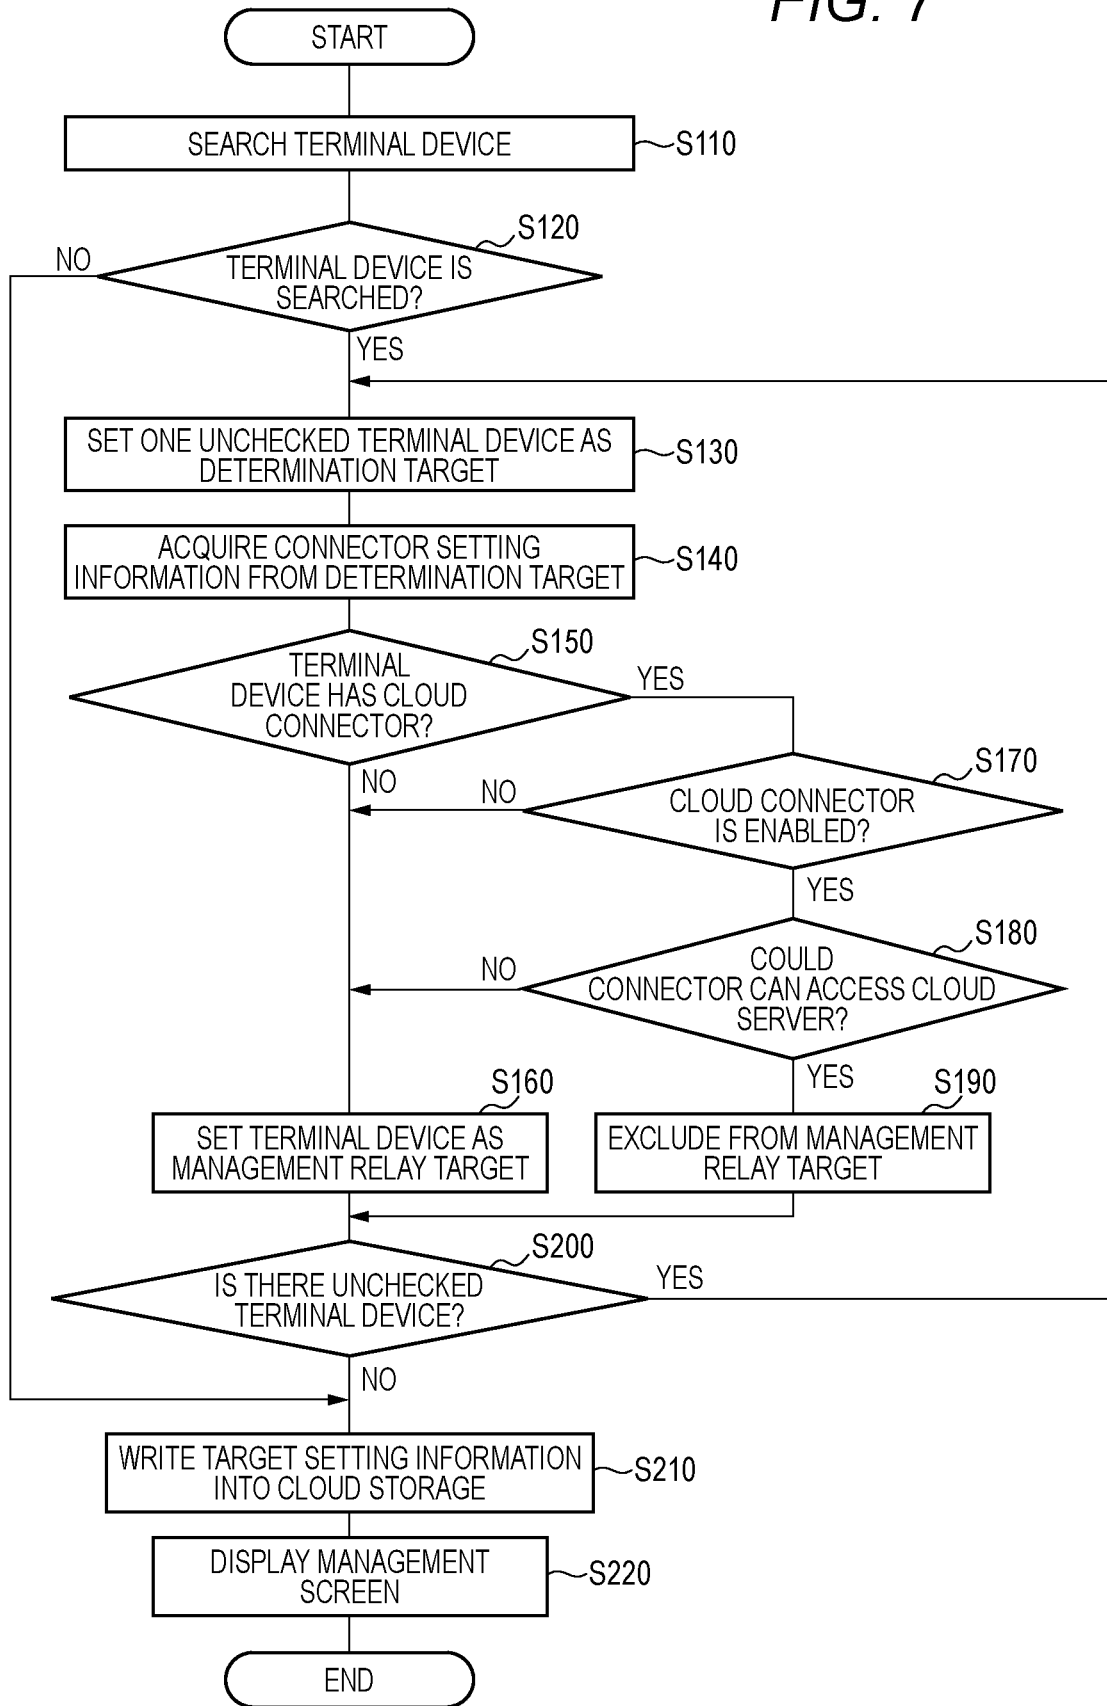 FIG. 7
START
SEARCH TERMINAL DEVICE
S110
S120
NO
TERMINAL DEVICE IS
SEARCHED?
YES
SET ONE UNCHECKED TERMINAL DEVICE AS
DETERMINATION TARGET
S130
ACQUIRE CONNECTOR SETTING
INFORMATION FROM DETERMINATION TARGET
S140
S150
TERMINAL
DEVICE HAS CLOUD
CONNECTOR?
YES
NO
S170
NO
CLOUD CONNECTOR
IS ENABLED?
YES
S180
NO
COULD
CONNECTOR CAN ACCESS CLOUD
SERVER?
YES
S160
SET TERMINAL DEVICE AS
MANAGEMENT RELAY TARGET
S190
EXCLUDE FROM MANAGEMENT
RELAY TARGET
S200
IS THERE UNCHECKED
TERMINAL DEVICE?
YES
NO
WRITE TARGET SETTING INFORMATION
INTO CLOUD STORAGE
S210
DISPLAY MANAGEMENT
SCREEN
S220
END